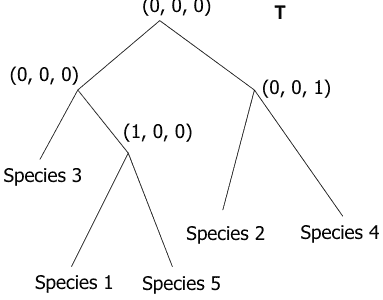 (0, 0, 0)
T
(0, 0, 0)
(0, 0, 1)
(1, 0, 0)
Species 3
Species 2
Species 4
Species 1
Species 5